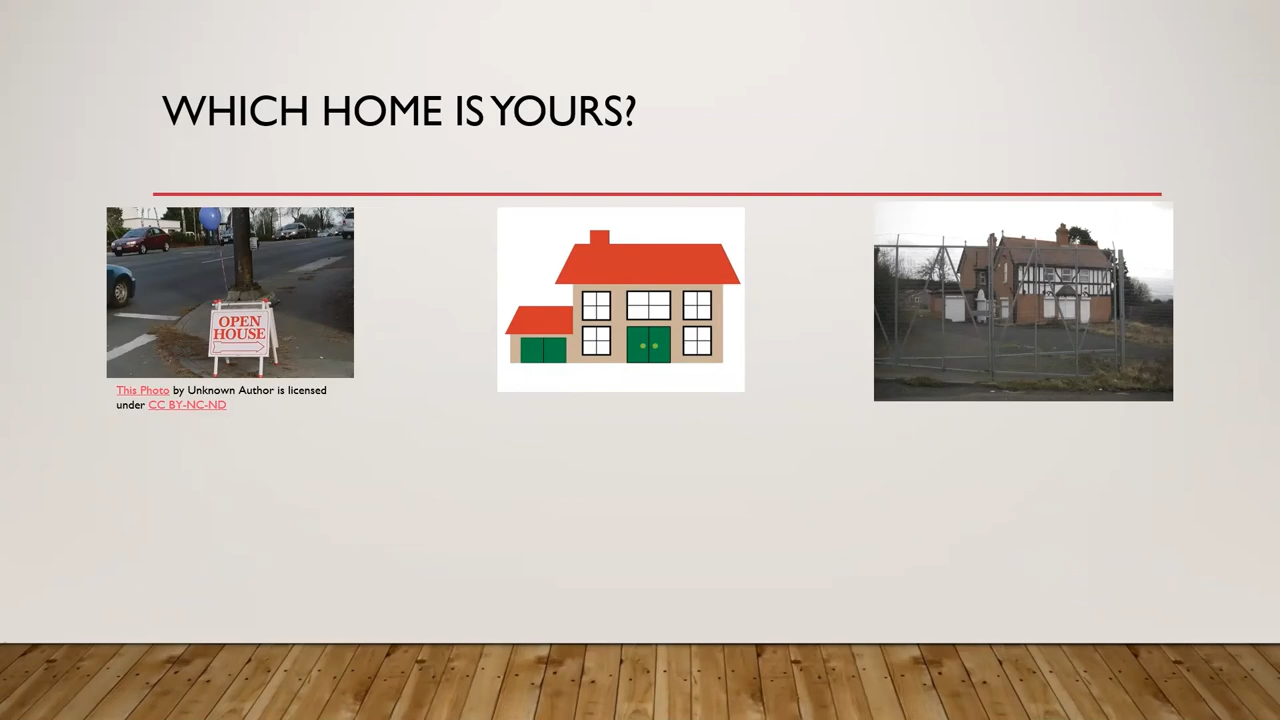 WHICH HOME IS YOURS?
OPEN
HOUSE
This Photo by Unknown Author is licensed
under CC BY-NC-ND